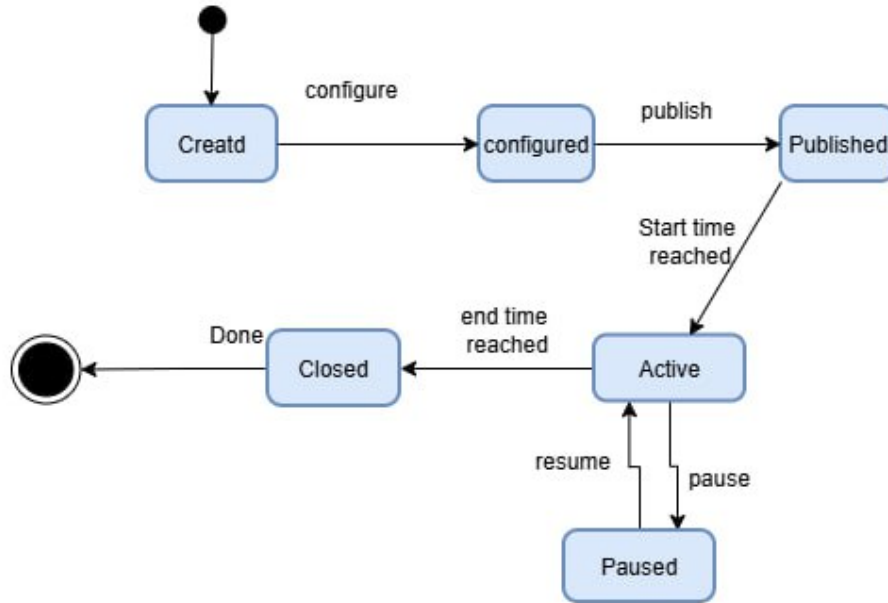 configure
publish
Creatd
configured
Published
Start time
reached
end time
reached
Done
Closed
Active
resume
pause
Paused